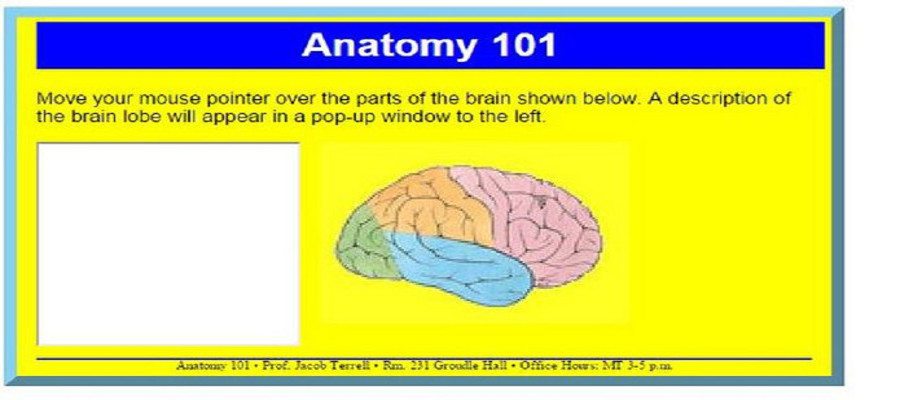 Anatomy 101
Move your mouse pointer over the parts of the brain shown below. A description of
the brain lobe will appear in a pop-up window to the left.
Anatomy 101 • Prof. Jacob Terrell • Rm. 231 Groudle Hall • Office Hours: MT 3-5 p.m.